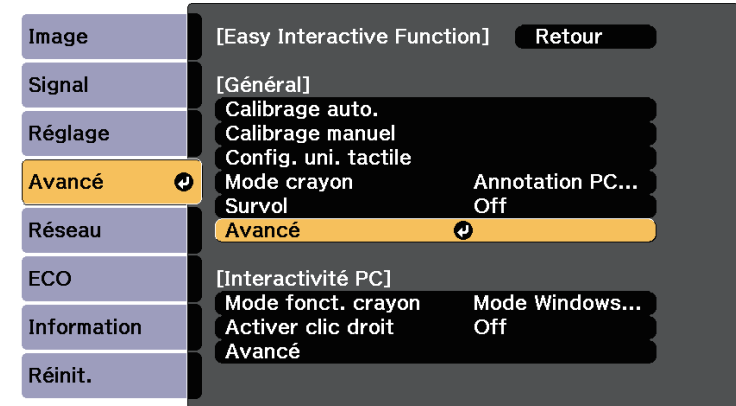 Image
Signal
Réglage
Avancé
Réseau
ECO
Information
Réinit.
[Easy Interactive Function] Retour
[Général]
Calibrage auto.
Calibrage manuel
Config. uni. tactile
Mode crayon Annotation PC...
Survol Off
Avancé
[Interactivité PC]
Mode fonct. crayon Mode Windows...
Activer clic droit Off
Avancé